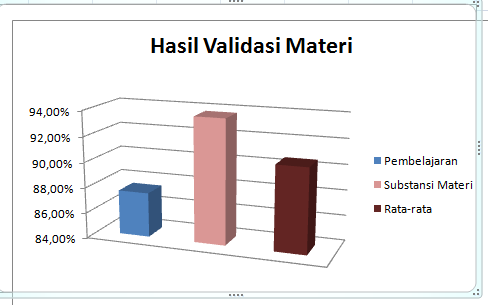 Hasil Validasi Materi
94,00%
92,00%
90,00%
88,00%
86,00%
84,00%
Pembelajaran
Substansi Materi
Rata-rata